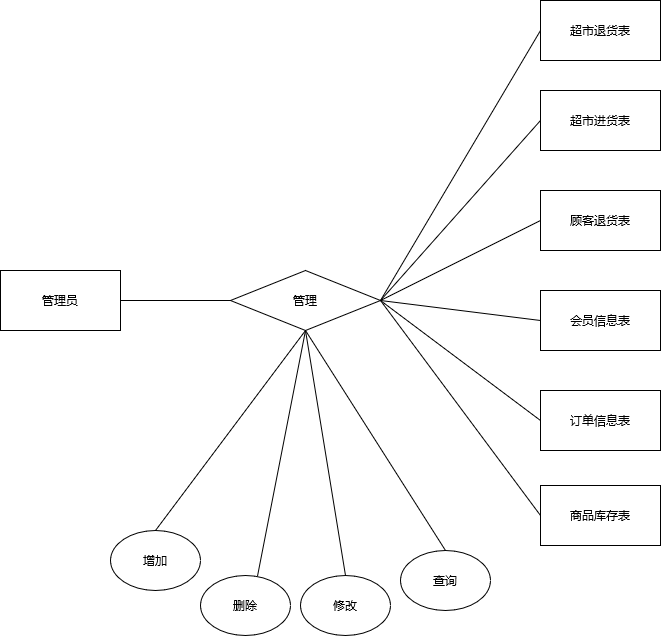 超市退货表
超市进货表
顾客退货表
管理员
管理
会员信息表
订单信息表
商品库存表
增加
删除
修改
查询